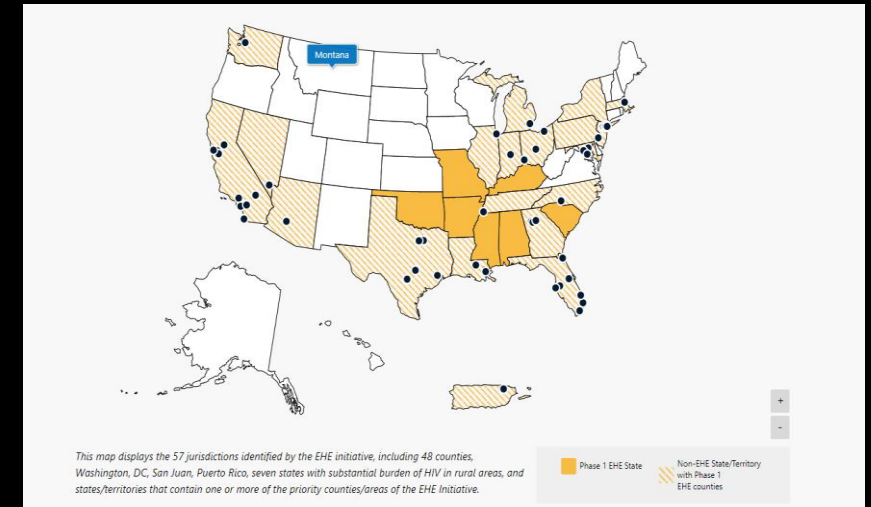 Montana
+
-
This map displays the 57 jurisdictions identified by the EHE initiative, including 48 counties,
Washington, DC, San Juan, Puerto Rico, seven states with substantial burden of HIV in rural areas, and
states/territories that contain one or more of the priority counties/areas of the EHE Initiative.
Phase 1 EHE State
Non-EHE State/Territory
with Phase 1
EHE counties